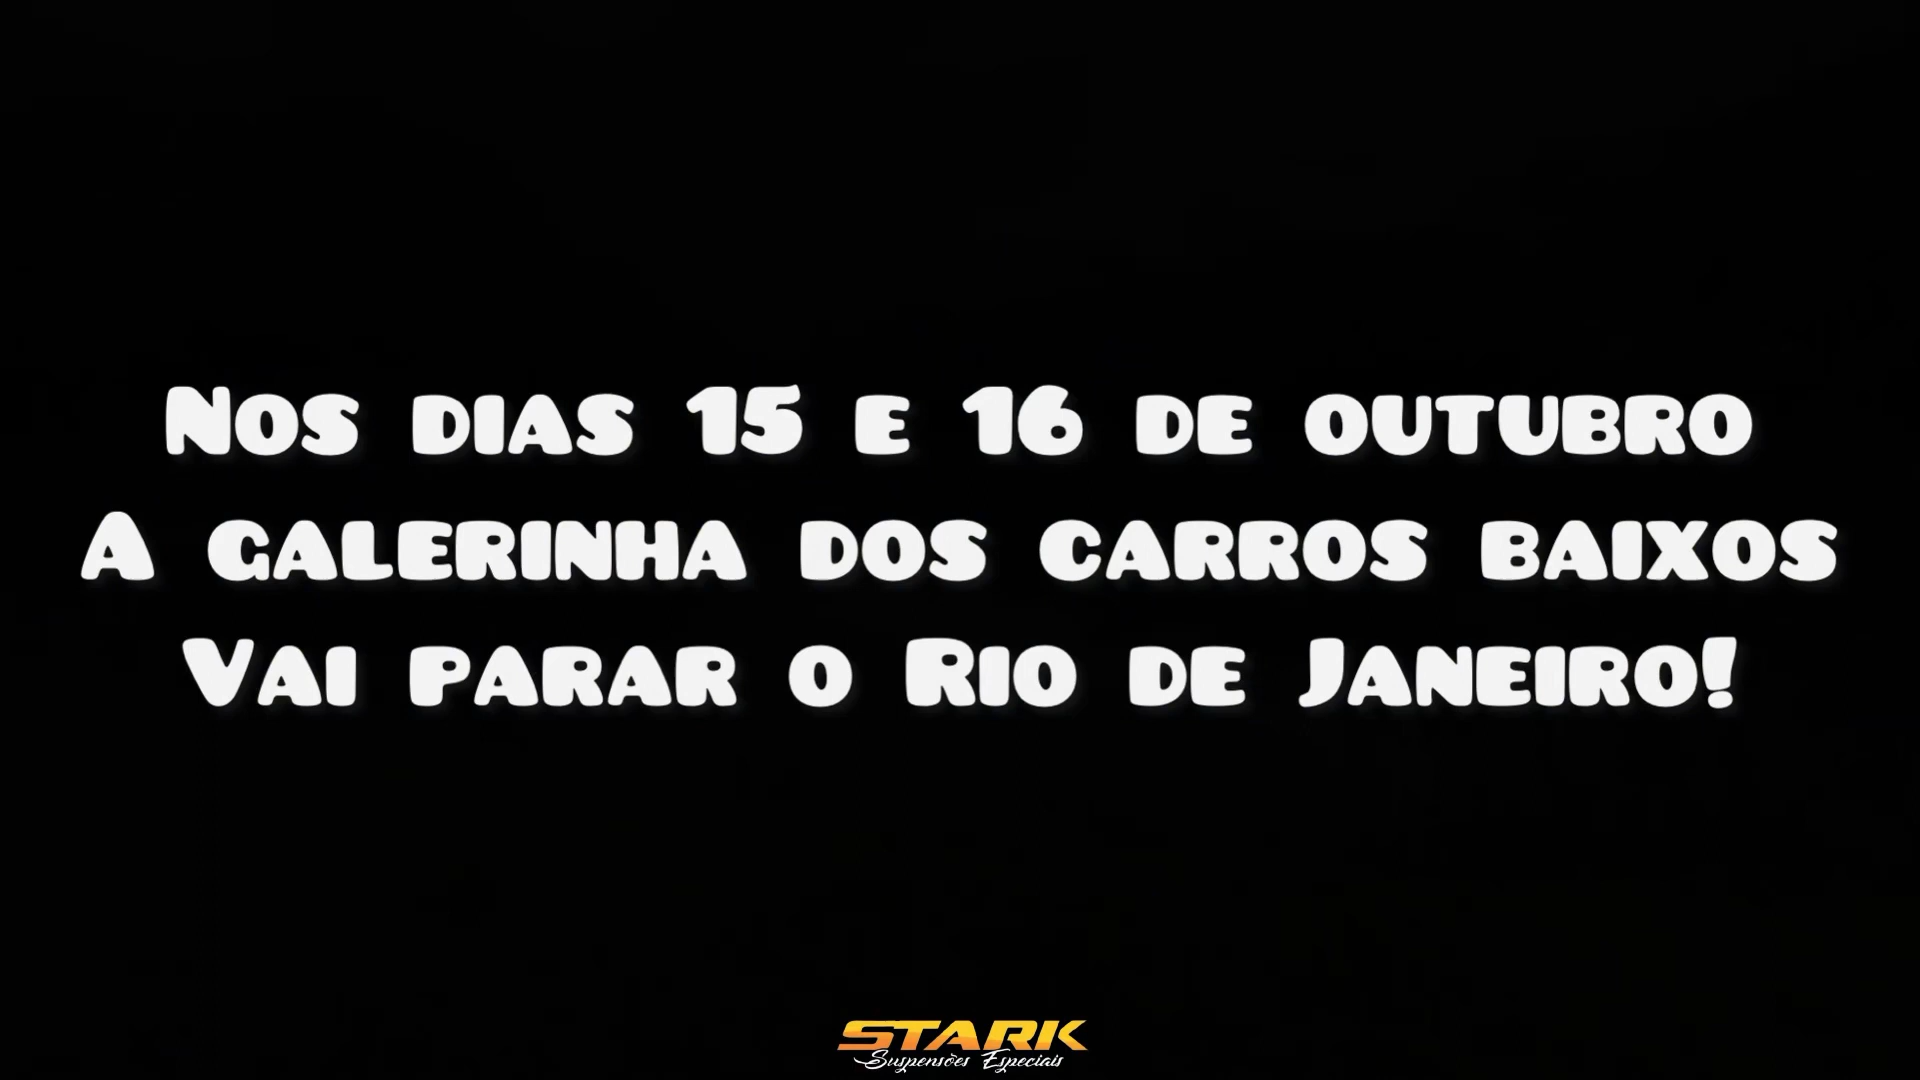 Nos dias 15 e 16 de outubro
A galerinha dos carros baixos
Vai parar o Rio de Janeiro!
STARK
Suspensões Especiais